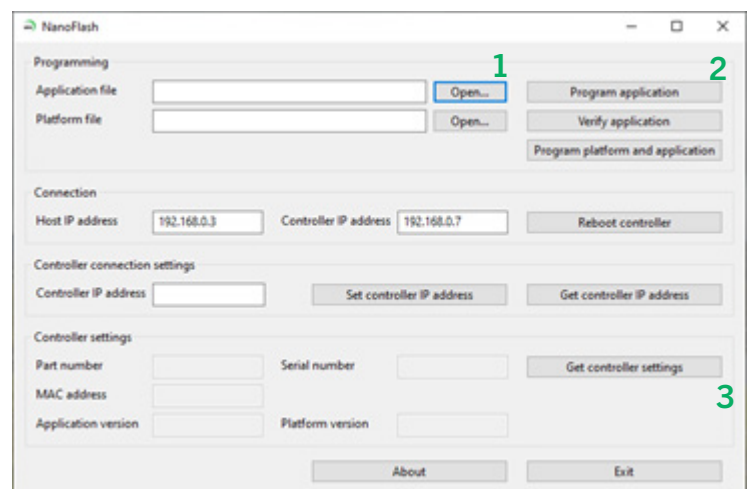 NanoFlash
Programming 1 2
Application file Open... Program application
Platform file Open... Verify application
Program platform and application
Connection
Host IP address 192.168.0.3 Controller IP address 192.168.0.7 Reboot controller
Controller connection settings
Controller IP address Set controller IP address Get controller IP address
Controller settings
Part number Serial number Get controller settings
MAC address 3
Application version Platform version
About Exit